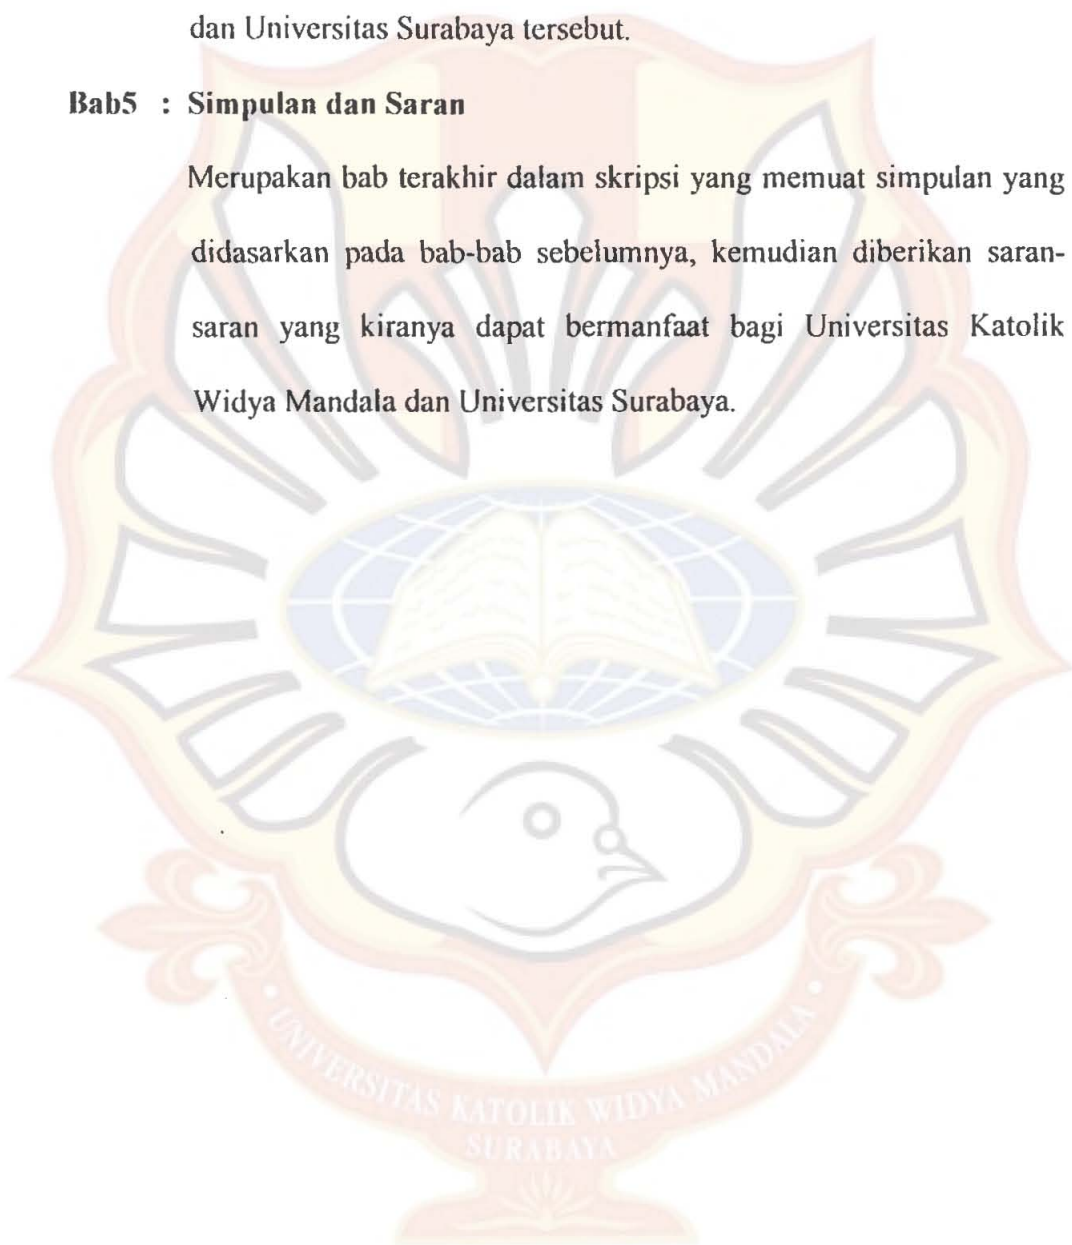 dan Universitas Surabaya tersebut.
Bab5 : Simpulan dan Saran
Merupakan bab terakhir dalam skripsi yang memuat simpulan yang
didasarkan pada bab-bab sebelumnya, kemudian diberikan saran-
saran yang kiranya dapat bermanfaat bagi Universitas Katolik
Widya Mandala dan Universitas Surabaya.
UNIVERSITAS KATOLIK WIDYA MANDALA
SURABAYA